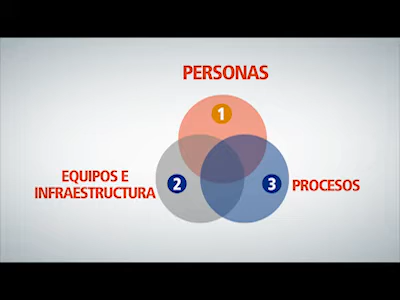 PERSONAS
1
EQUIPOS E
INFRAESTRUCTURA
2
3
PROCESOS